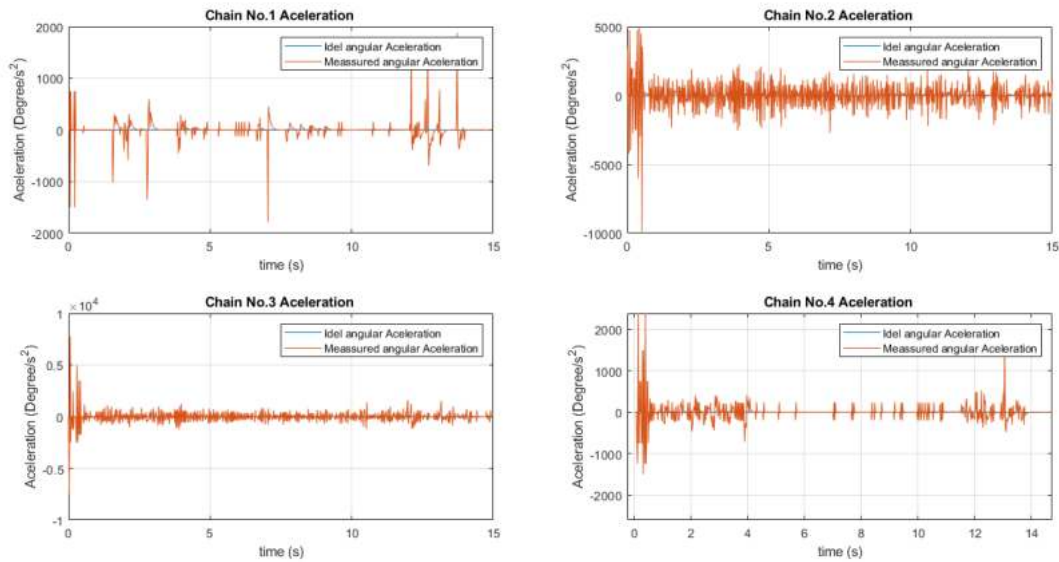 Chain No.1 Aceleration
Aceleration (Degree/s²)
2000
1000
0
-1000
-2000
Idel angular Aceleration
Meassured angular Aceleration
0 5 10 15
time (s)
Chain No.2 Aceleration
Aceleration (Degree/s²)
5000
0
-5000
-10000
Idel angular Aceleration
Meassured angular Aceleration
0 5 10 15
time (s)
Chain No.3 Aceleration
× 10⁴
Aceleration (Degree/s²)
1
0.5
0
-0.5
-1
Idel angular Aceleration
Meassured angular Aceleration
0 5 10 15
time (s)
Chain No.4 Aceleration
Aceleration (Degree/s²)
2000
1000
0
-1000
-2000
Idel angular Aceleration
Meassured angular Aceleration
0 2 4 6 8 10 12 14
time (s)